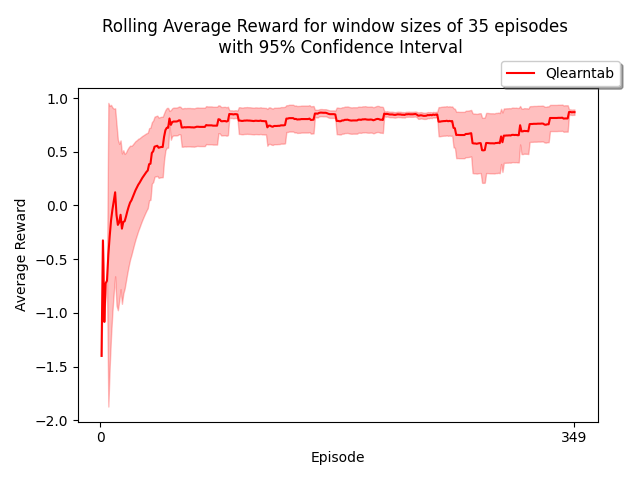 Rolling Average Reward for window sizes of 35 episodes
with 95% Confidence Interval
Qlearntab
1.0
0.5
0.0
−0.5
−1.0
−1.5
−2.0
Average Reward
0
349
Episode